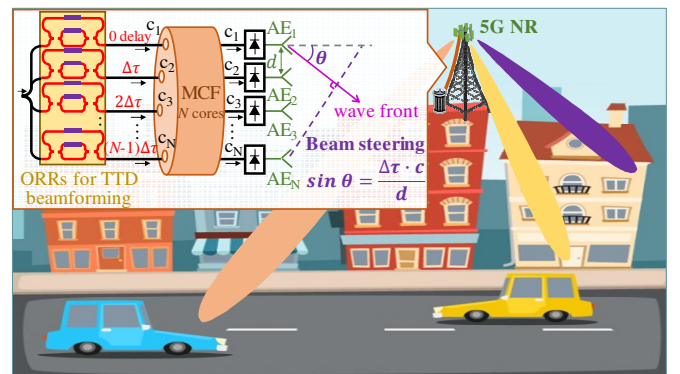 5G NR
0 delay
Δτ
2Δτ
(N-1)Δτ
c1
c2
c3
cN
MCF
N cores
c1
c2
c3
cN
AE1
AE2
AE3
AEN
d
θ
wave front
Beam steering
sin θ = Δτ · c / d
ORRs for TTD
beamforming